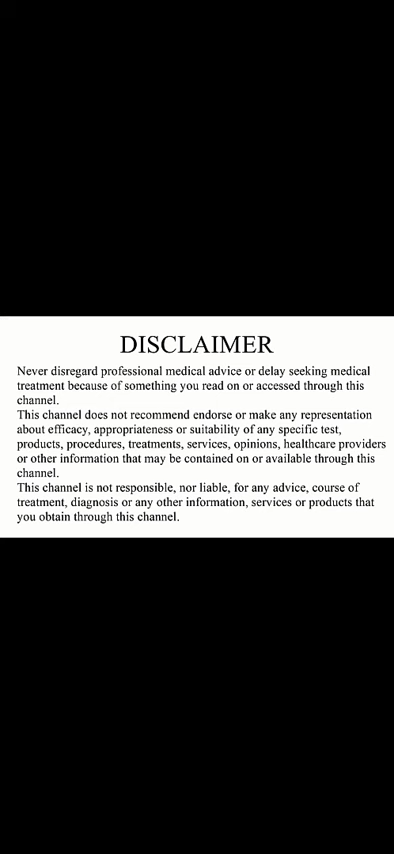 DISCLAIMER
Never disregard professional medical advice or delay seeking medical
treatment because of something you read on or accessed through this
channel.
This channel does not recommend endorse or make any representation
about efficacy, appropriateness or suitability of any specific test,
products, procedures, treatments, services, opinions, healthcare providers
or other information that may be contained on or available through this
channel.
This channel is not responsible, nor liable, for any advice, course of
treatment, diagnosis or any other information, services or products that
you obtain through this channel.